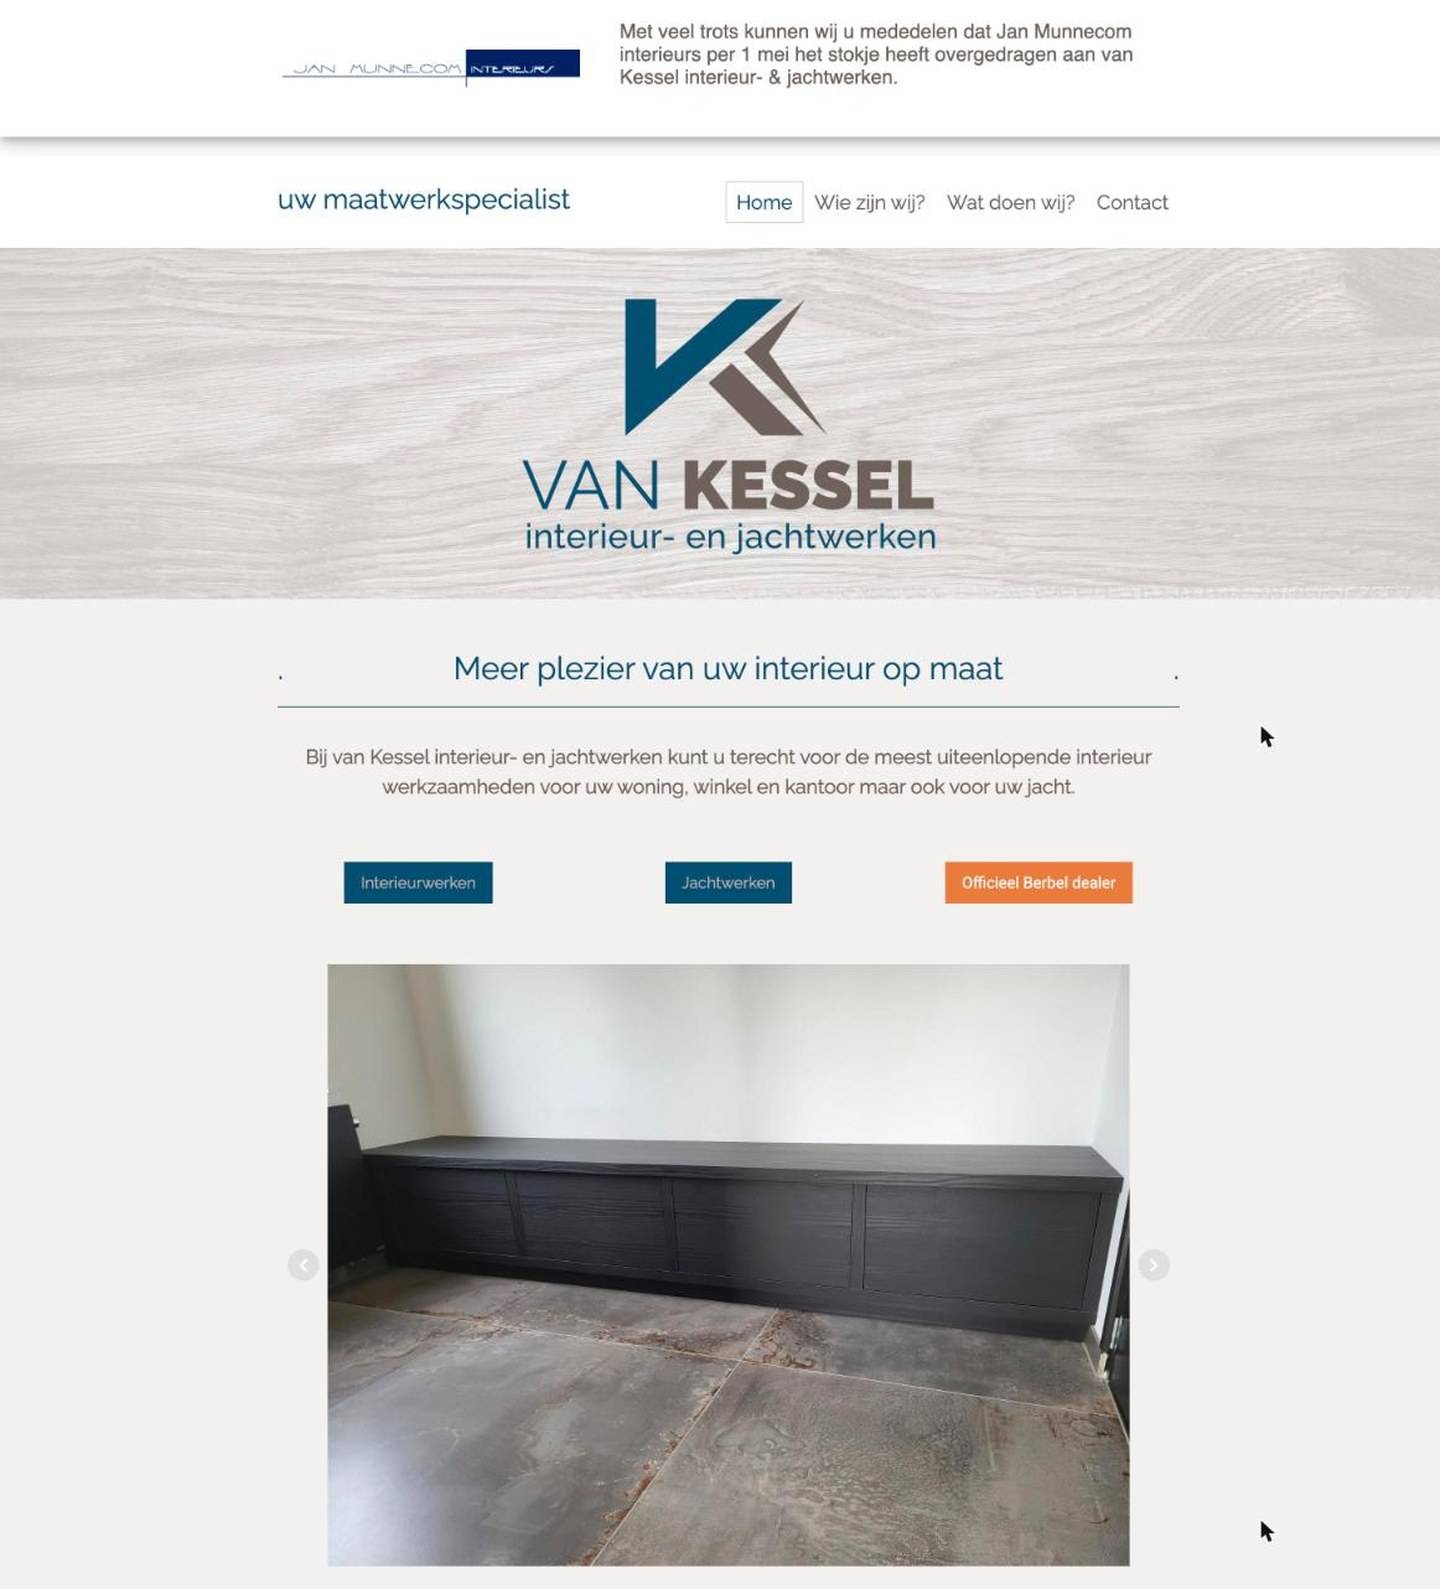 JAN MUNNECOM INTERIEURS
Met veel trots kunnen wij u mededelen dat Jan Munnecom
interieurs per 1 mei het stokje heeft overgedragen aan van
Kessel interieur- & jachtwerken.
uw maatwerkspecialist
Home Wie zijn wij? Wat doen wij? Contact
VAN KESSEL
interieur- en jachtwerken
. Meer plezier van uw interieur op maat .
Bij van Kessel interieur- en jachtwerken kunt u terecht voor de meest uiteenlopende interieur
werkzaamheden voor uw woning, winkel en kantoor maar ook voor uw jacht.
Interieurwerken Jachtwerken Officieel Berbel dealer